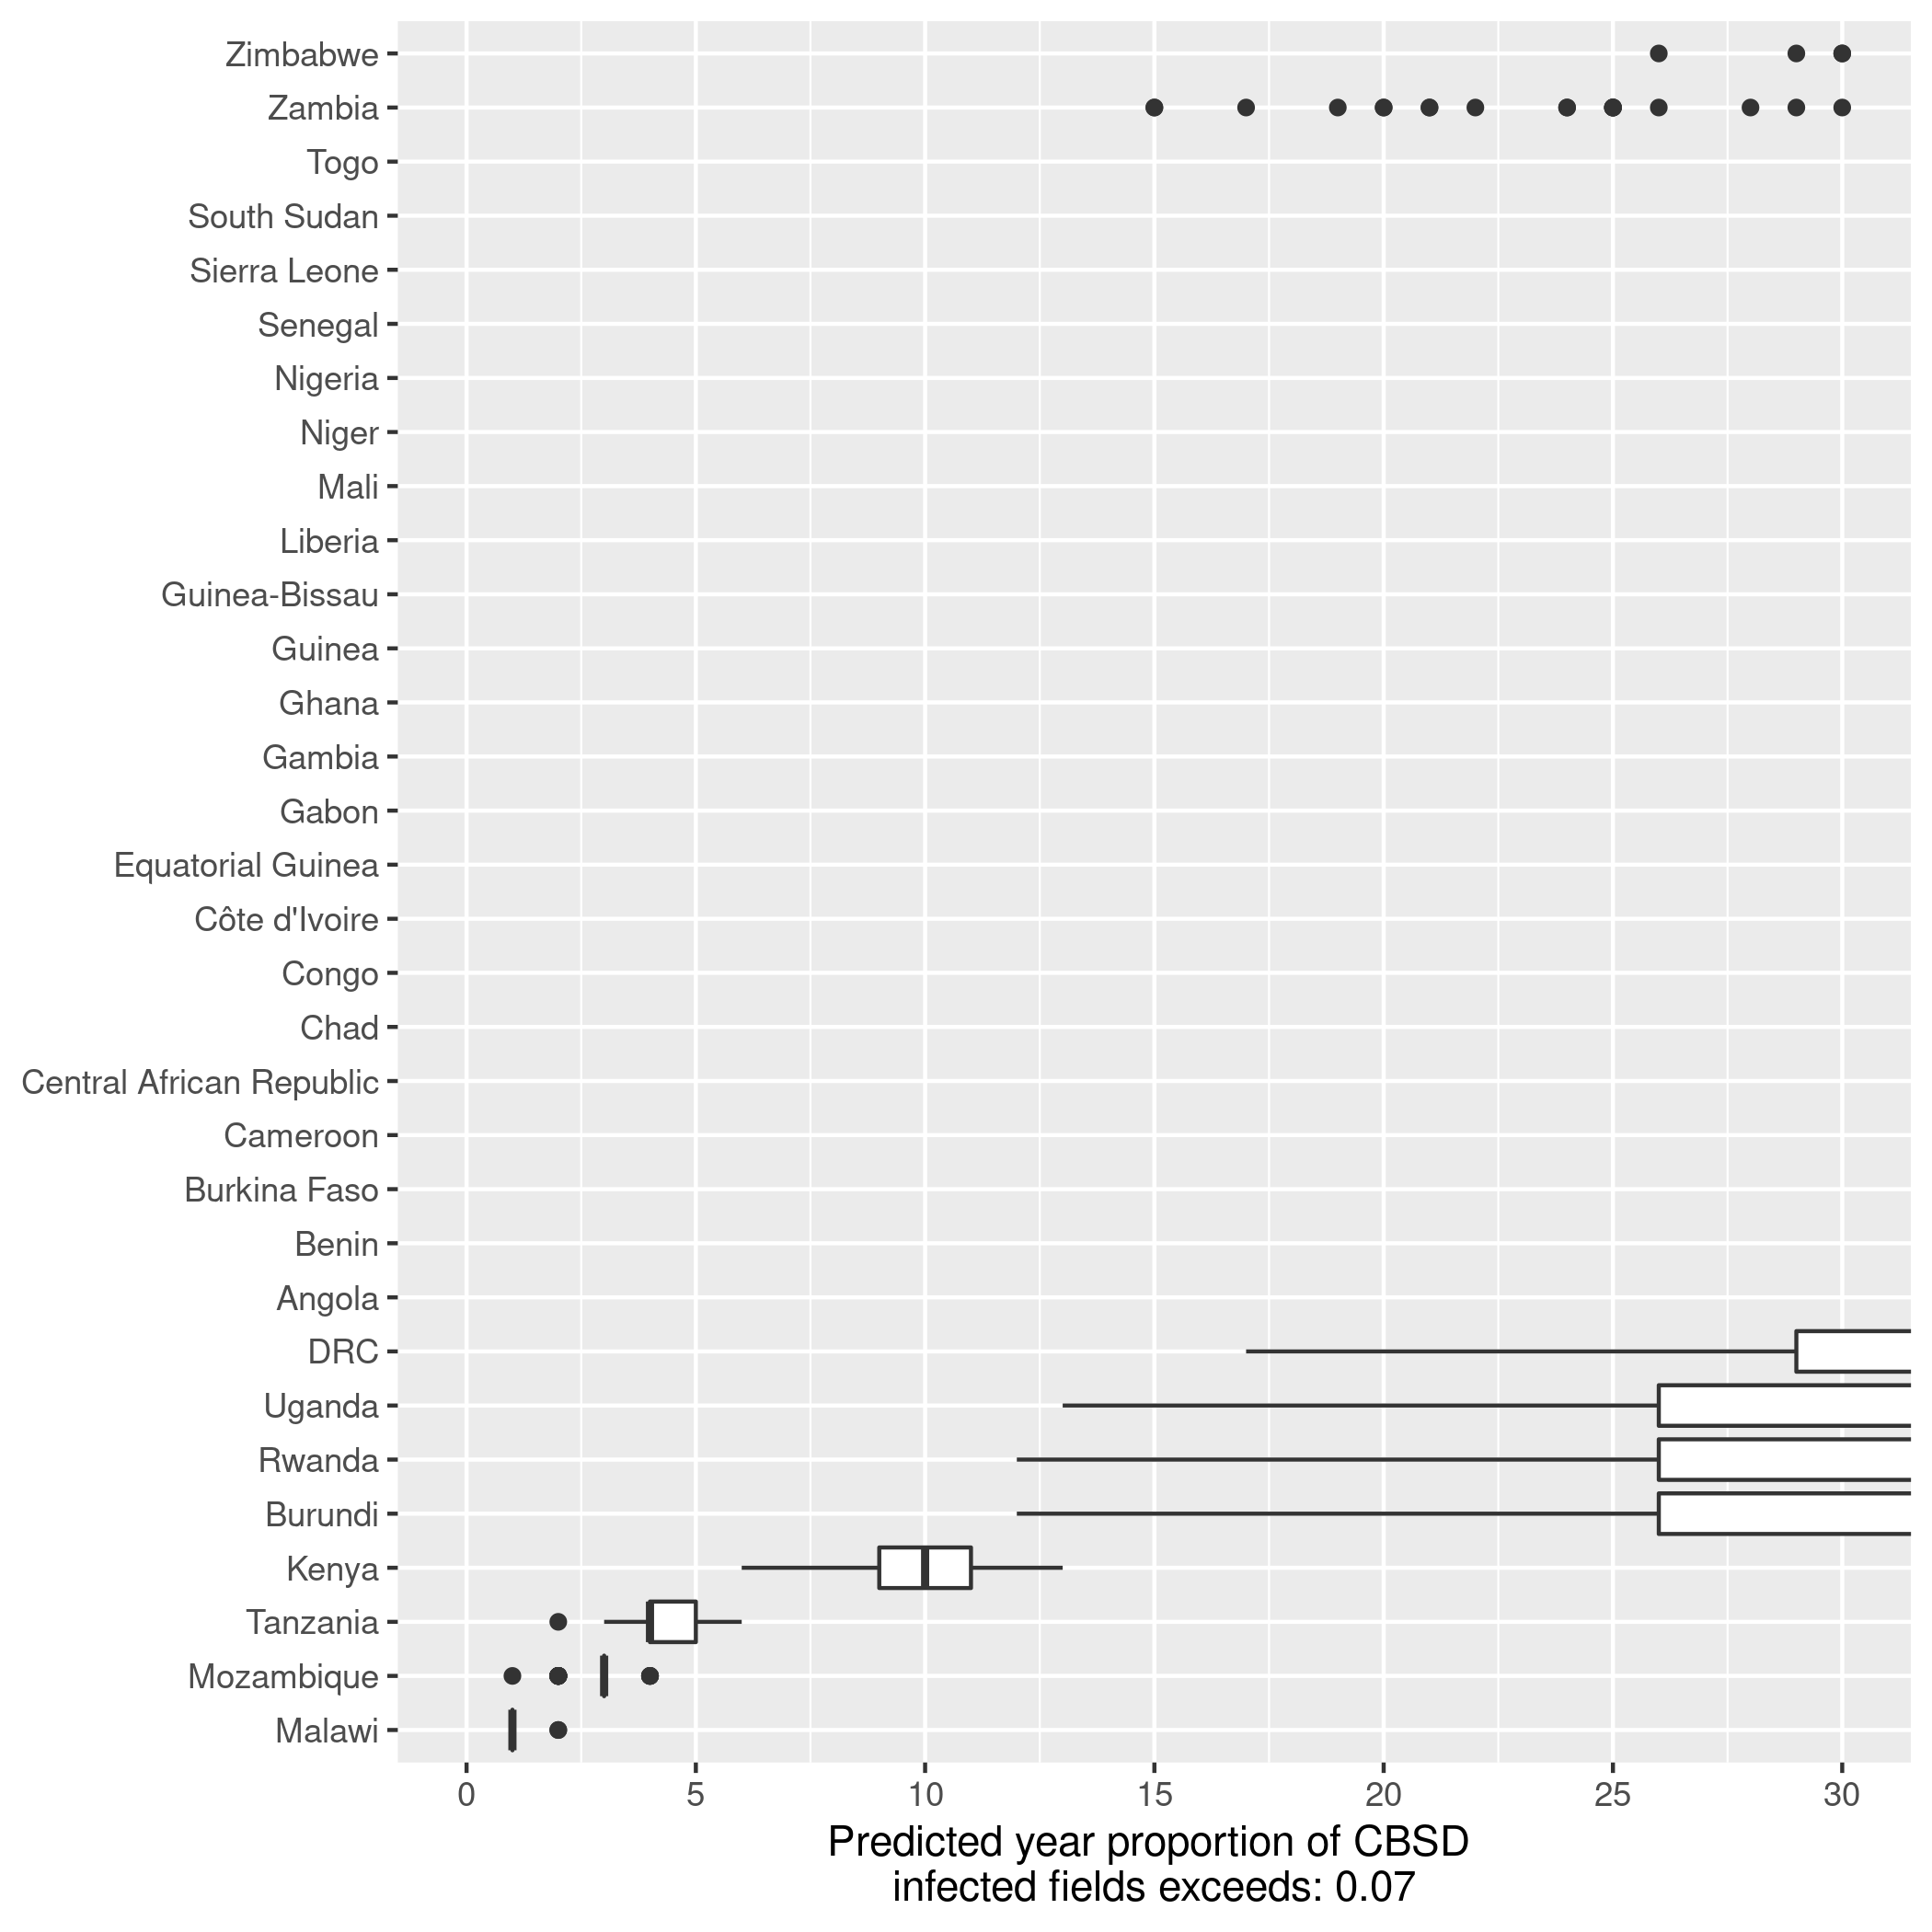 Zimbabwe
Zambia
Togo
South Sudan
Sierra Leone
Senegal
Nigeria
Niger
Mali
Liberia
Guinea-Bissau
Guinea
Ghana
Gambia
Gabon
Equatorial Guinea
Côte d'Ivoire
Congo
Chad
Central African Republic
Cameroon
Burkina Faso
Benin
Angola
DRC
Uganda
Rwanda
Burundi
Kenya
Tanzania
Mozambique
Malawi
0 5 10 15 20 25 30
Predicted year proportion of CBSD
infected fields exceeds: 0.07